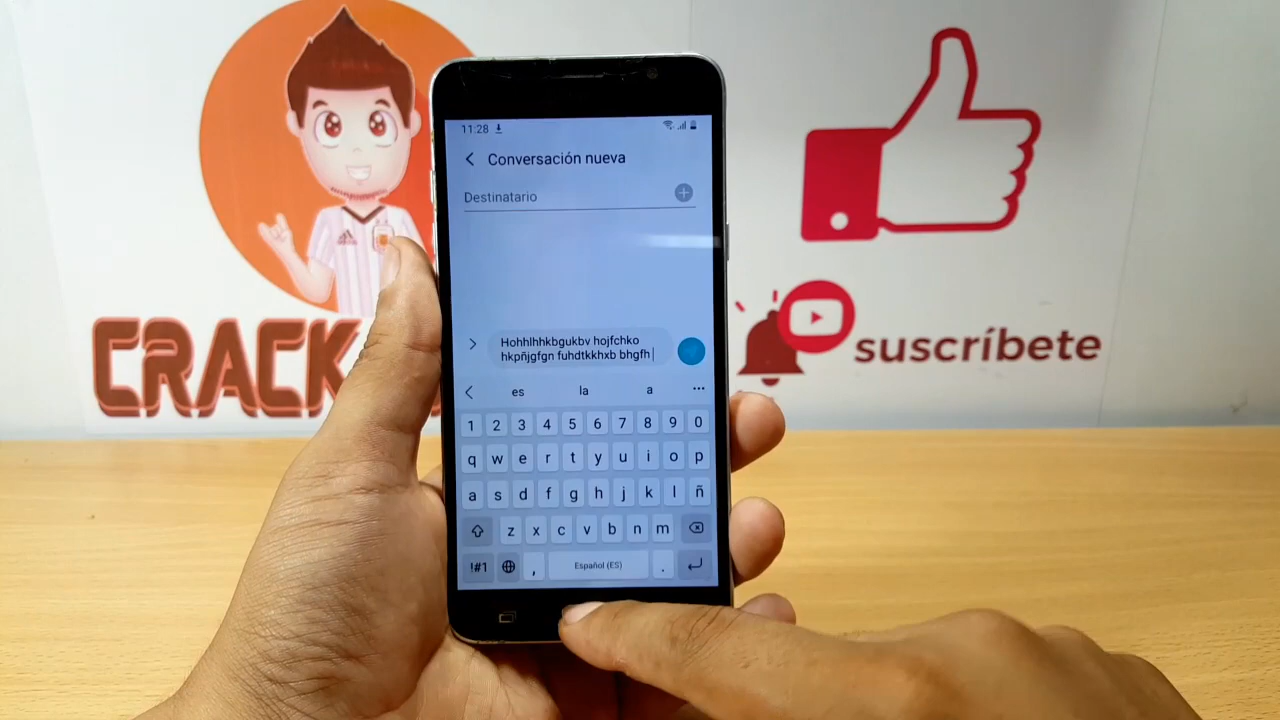 11:28
Conversación nueva
Destinatario
Hohhlhhkbgukbv hojfchko
hkpñjgfgn fuhdtkkhxb bhgfh
es la a
1 2 3 4 5 6 7 8 9 0
q w e r t y u i o p
a s d f g h j k l ñ
z x c v b n m
!#1 , Español (ES) .
CRACK
suscríbete